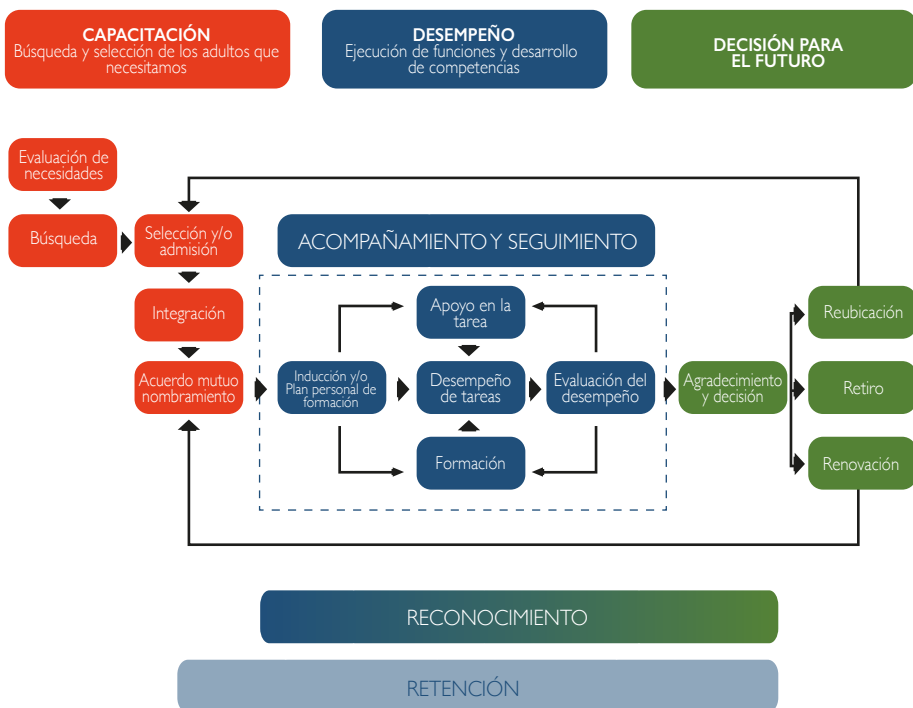 CAPACITACIÓN
Búsqueda y selección de los adultos que
necesitamos
DESEMPEÑO
Ejecución de funciones y desarrollo
de competencias
DECISIÓN PARA
EL FUTURO
Evaluación de
necesidades
Búsqueda
Selección y/o
admisión
Integración
Acuerdo mutuo
nombramiento
ACOMPAÑAMIENTO Y SEGUIMIENTO
Apoyo en la
tarea
Inducción y/o
Plan personal de
formación
Desempeño
de tareas
Evaluación del
desempeño
Formación
Agradecimiento
y decisión
Reubicación
Retiro
Renovación
RECONOCIMIENTO
RETENCIÓN